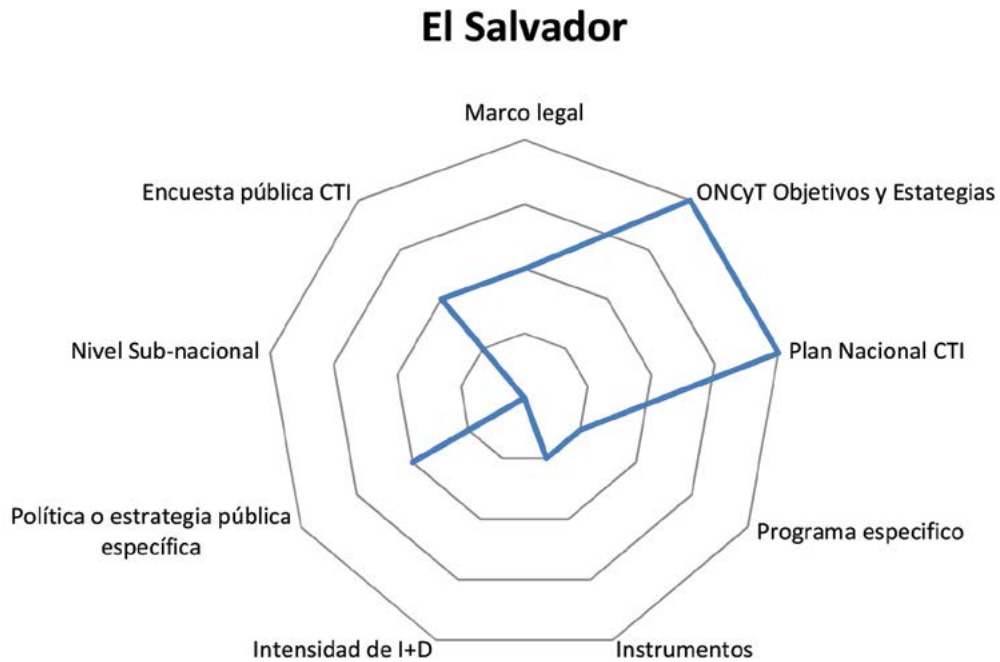 El Salvador
Marco legal
ONCyT Objetivos y Estategias
Plan Nacional CTI
Programa especifico
Instrumentos
Intensidad de I+D
Política o estrategia pública
específica
Nivel Sub-nacional
Encuesta pública CTI